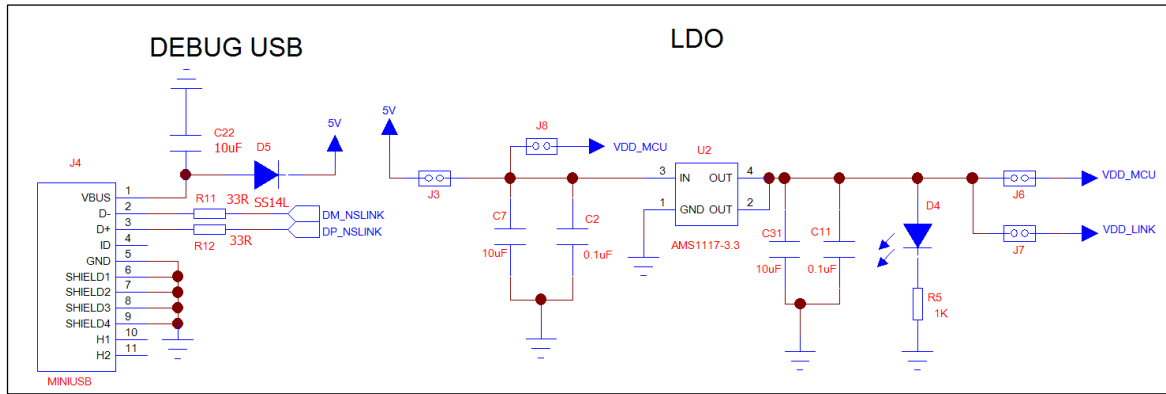 DEBUG USB
LDO
C22
10uF
D5
SS14L
5V
J4
VBUS 1
D- 2
D+ 3
ID 4
GND 5
SHIELD1 6
SHIELD2 7
SHIELD3 8
SHIELD4 9
H1 10
H2 11
MINIUSB
R11 33R
R12 33R
DM_NSLINK
DP_NSLINK
5V
J3
J8
VDD_MCU
C7
10uF
C2
0.1uF
U2
3 IN OUT 4
1 GND OUT 2
AMS1117-3.3
C31
10uF
C11
0.1uF
D4
R5
1K
J6
VDD_MCU
J7
VDD_LINK